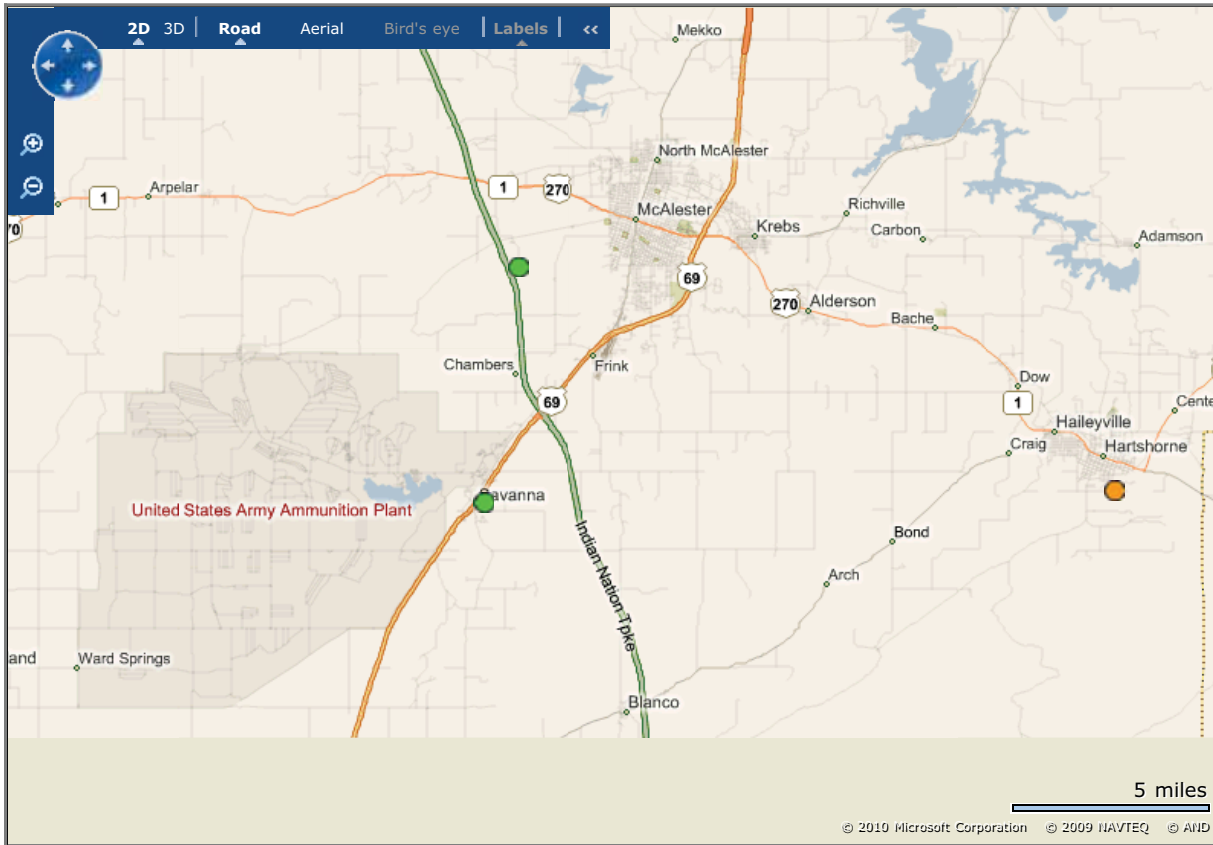 2D 3D Road Aerial Bird's eye Labels <<
Mekko
North McAlester
Arpelar
1
1
270
70
McAlester
Richville
Krebs
Carbon
Adamson
69
270
Alderson
Bache
Chambers
Frink
Dow
69
1
Cente
Haileyville
Craig
Hartshorne
Savanna
United States Army Ammunition Plant
Indian Nation Tpke
Bond
Arch
and
Ward Springs
Blanco
5 miles
© 2010 Microsoft Corporation © 2009 NAVTEQ © AND